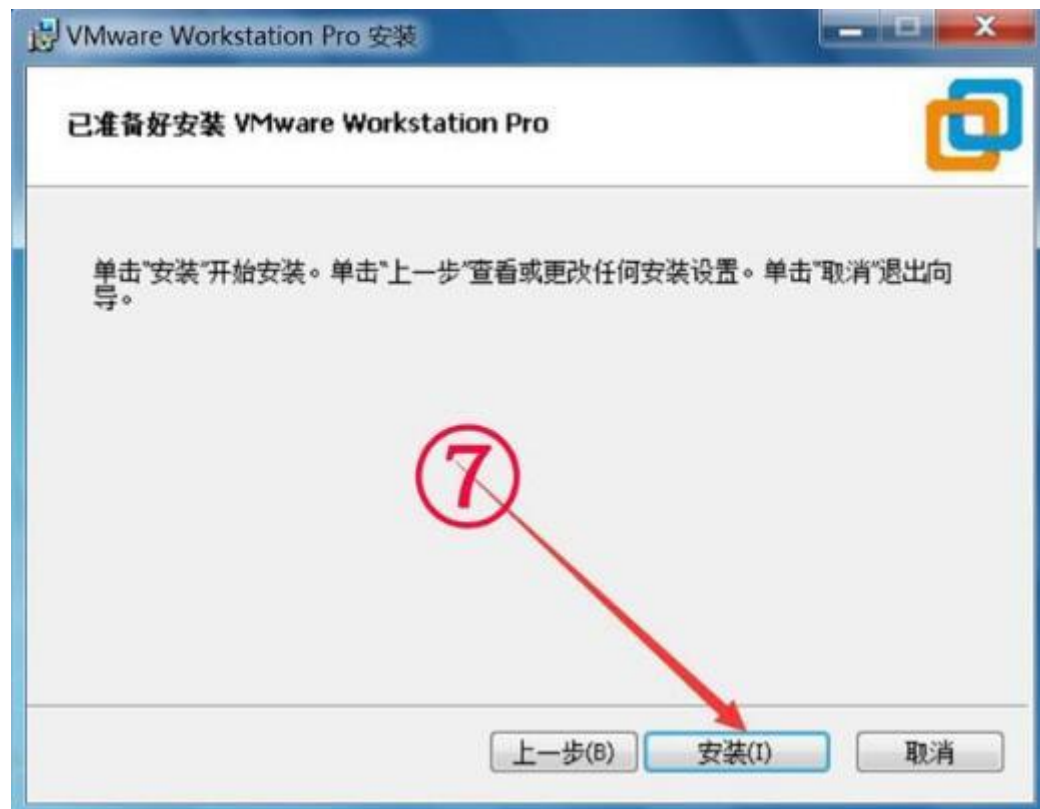 VMware Workstation Pro 安装
已准备好安装 VMware Workstation Pro
单击"安装"开始安装。单击"上一步"查看或更改任何安装设置。单击"取消"退出向
导。
⑦
上一步(B) 安装(I) 取消